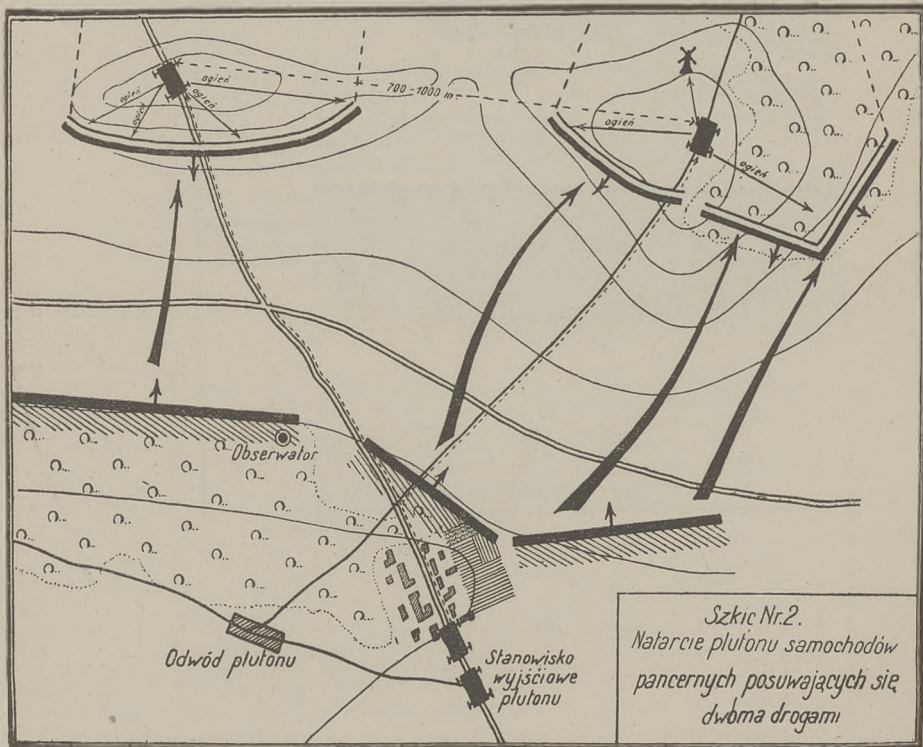 ogień
ogień
ogień
ogień
700-1000 m.
ogień
ogień
Obserwator
Odwód plutonu
Stanowisko
wyjściowe
plutonu
Szkic Nr.2.
Natarcie plutonu samochodów
pancernych posuwających się
dwoma drogami